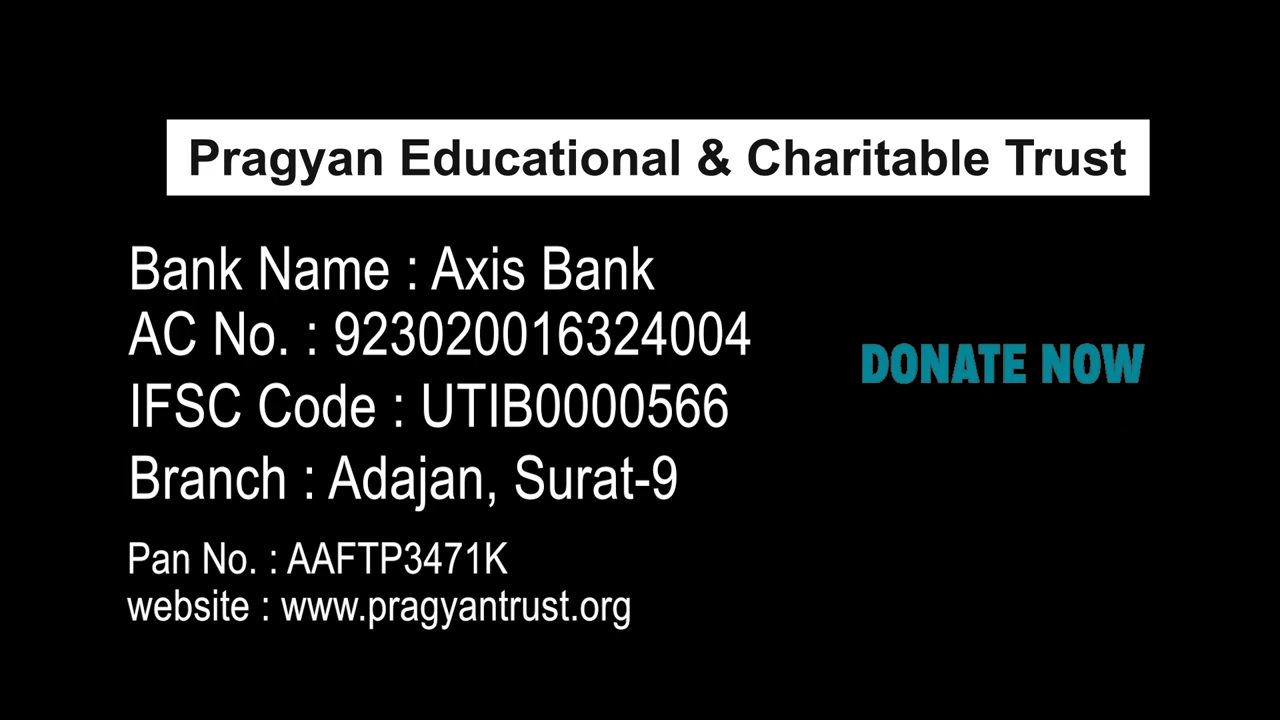 Pragyan Educational & Charitable Trust
Bank Name : Axis Bank
AC No. : 923020016324004
IFSC Code : UTIB0000566
Branch : Adajan, Surat-9
Pan No. : AAFTP3471K
website : www.pragyantrust.org
DONATE NOW